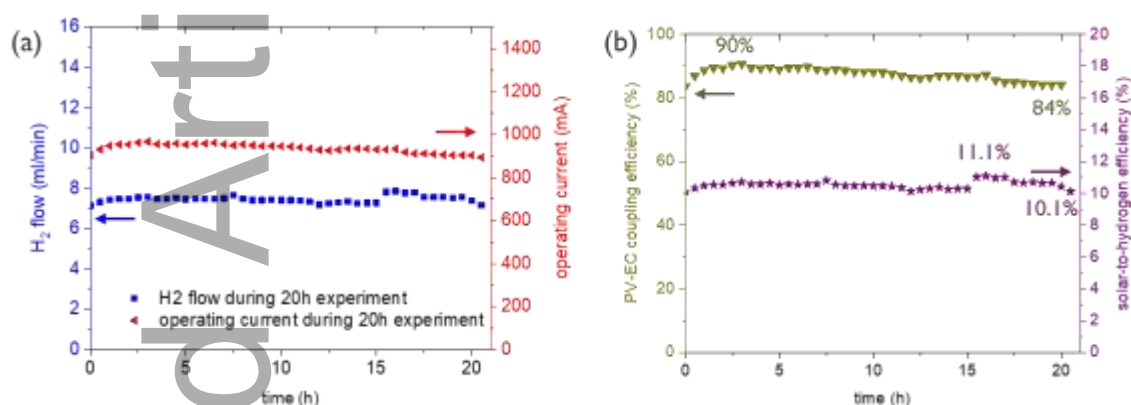 (a)
16
14
12
10
8
6
4
2
0
H2 flow (ml/min)
1400
1200
1000
800
600
400
200
0
operating current (mA)
H2 flow during 20h experiment
operating current during 20h experiment
0 5 10 15 20
time (h)
d Arti
(b)
100
80
60
40
20
0
PV-EC coupling efficiency (%)
90%
84%
11.1%
10.1%
20
18
16
14
12
10
8
6
4
2
0
solar-to-hydrogen efficiency (%)
0 5 10 15 20
time (h)